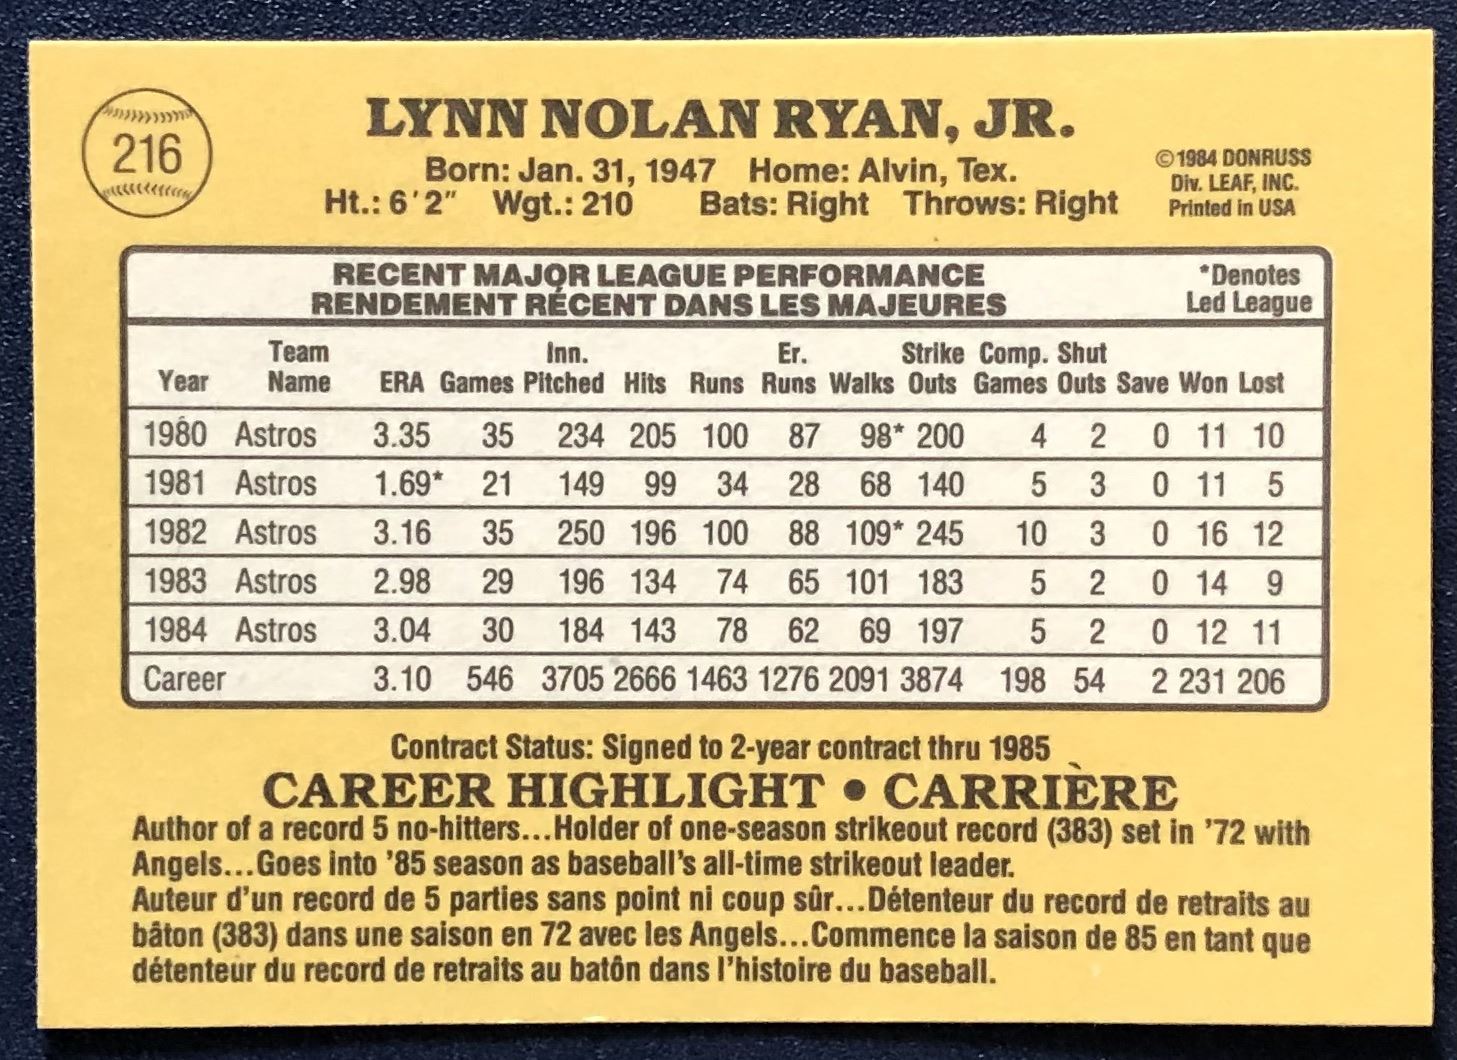 216
LYNN NOLAN RYAN, JR.
Born: Jan. 31, 1947 Home: Alvin, Tex.
Ht.: 6'2" Wgt.: 210 Bats: Right Throws: Right
©1984 DONRUSS
Div. LEAF, INC.
Printed in USA
RECENT MAJOR LEAGUE PERFORMANCE
RENDEMENT RÉCENT DANS LES MAJEURES
*Denotes
Led League
Team Inn. Er. Strike Comp. Shut
Year Name ERA Games Pitched Hits Runs Runs Walks Outs Games Outs Save Won Lost
1980 Astros 3.35 35 234 205 100 87 98* 200 4 2 0 11 10
1981 Astros 1.69* 21 149 99 34 28 68 140 5 3 0 11 5
1982 Astros 3.16 35 250 196 100 88 109* 245 10 3 0 16 12
1983 Astros 2.98 29 196 134 74 65 101 183 5 2 0 14 9
1984 Astros 3.04 30 184 143 78 62 69 197 5 2 0 12 11
Career 3.10 546 3705 2666 1463 1276 2091 3874 198 54 2 231 206
Contract Status: Signed to 2-year contract thru 1985
CAREER HIGHLIGHT • CARRIÈRE
Author of a record 5 no-hitters...Holder of one-season strikeout record (383) set in '72 with
Angels...Goes into '85 season as baseball's all-time strikeout leader.
Auteur d'un record de 5 parties sans point ni coup sûr...Détenteur du record de retraits au
bâton (383) dans une saison en 72 avec les Angels...Commence la saison de 85 en tant que
détenteur du record de retraits au batôn dans l'histoire du baseball.